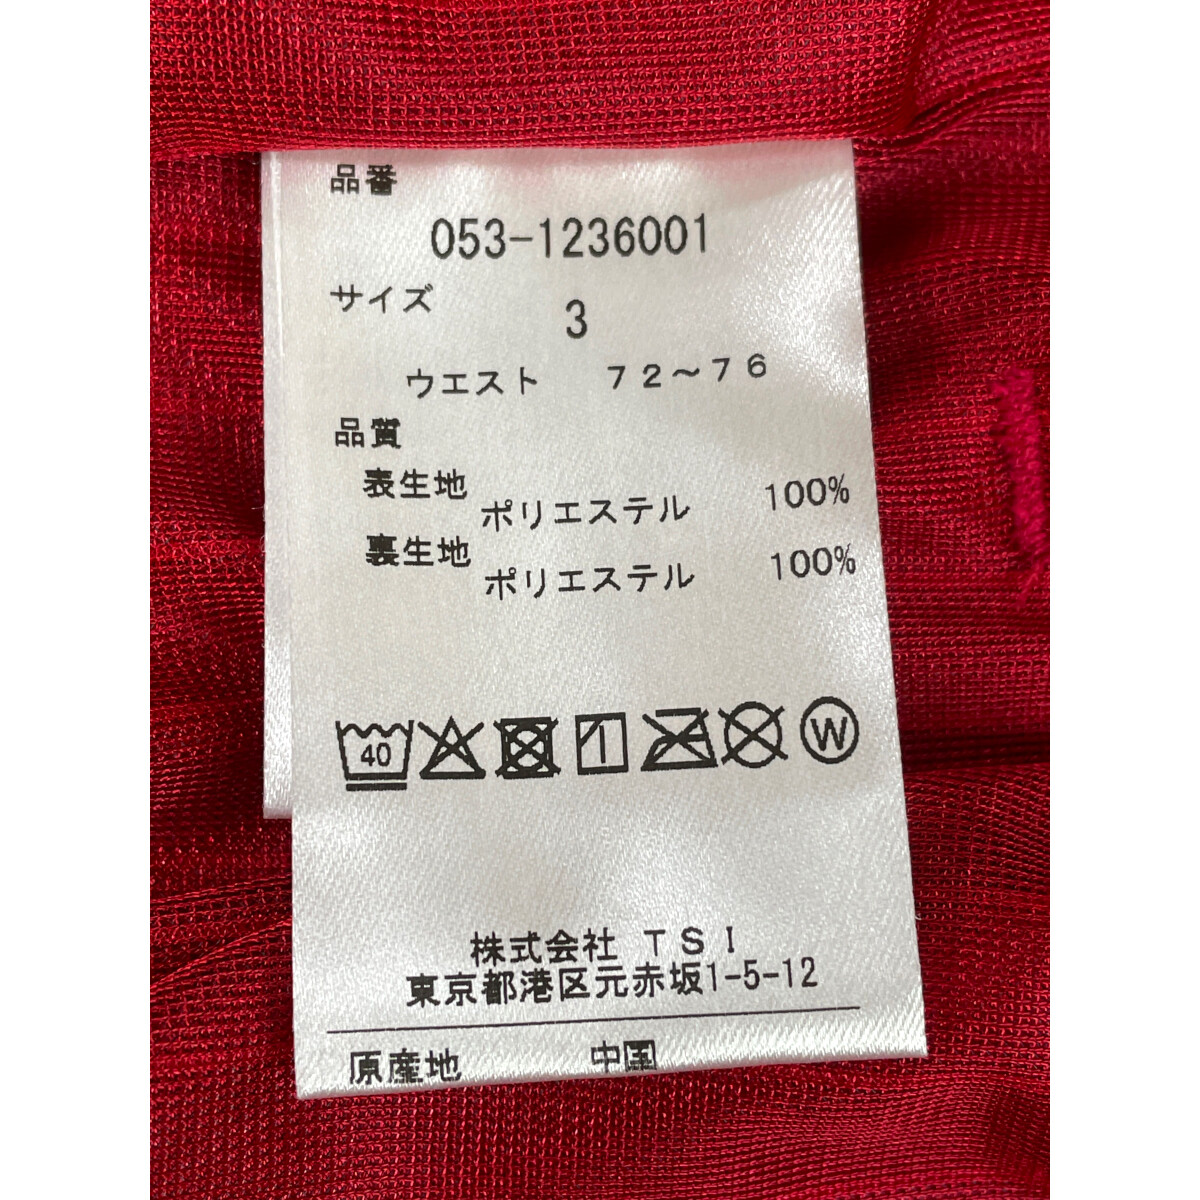 品番
053-1236001
サイズ
3
ウエスト 72～76
品質
表生地
ポリエステル 100%
裏生地
ポリエステル 100%
40
W
株式会社 TSI
東京都港区元赤坂1-5-12
原産地 中国